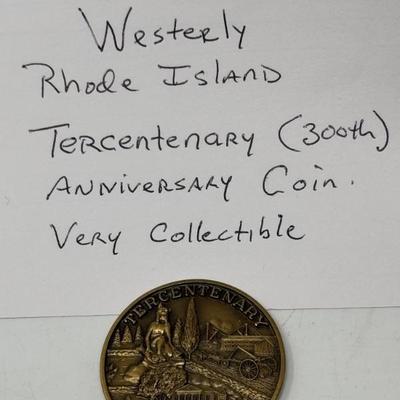 Westerly
Rhode Island
Tercentenary (300th)
Anniversary Coin.
Very Collectible
TERCENTENARY